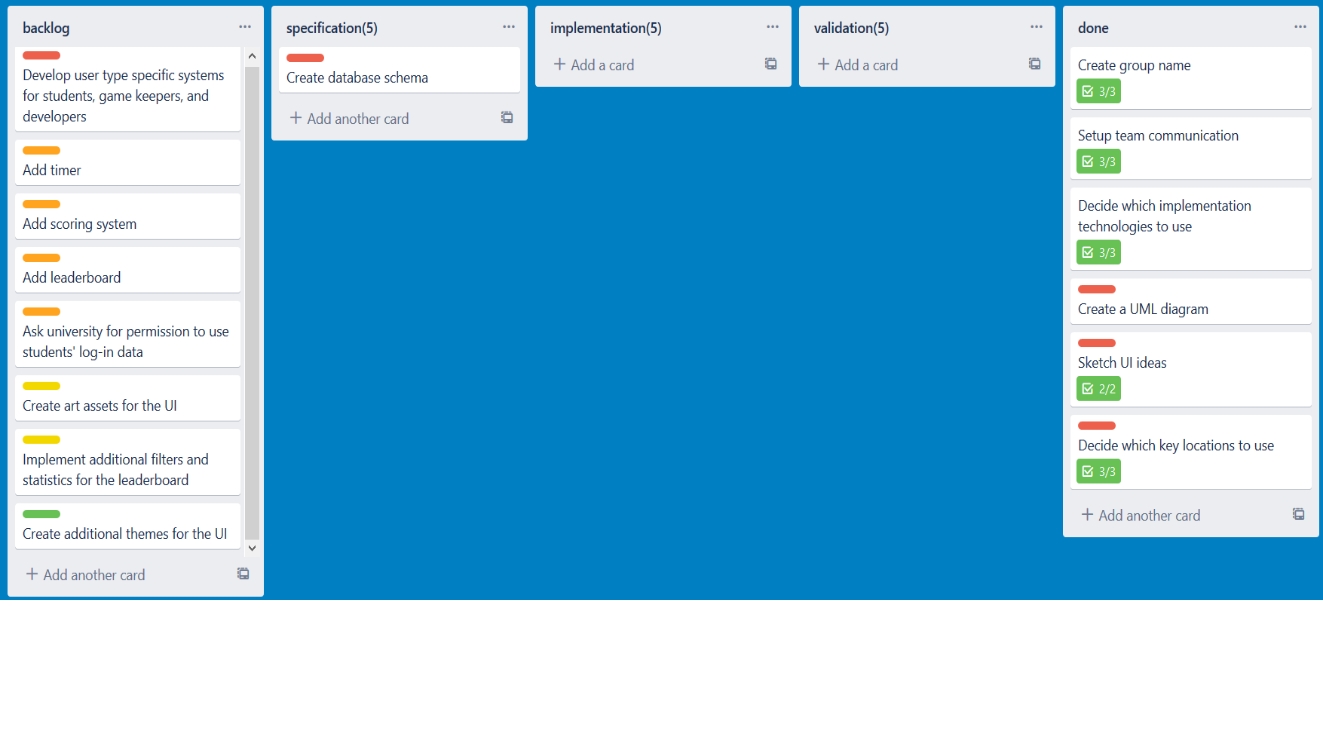 backlog
Develop user type specific systems
for students, game keepers, and
developers
Add timer
Add scoring system
Add leaderboard
Ask university for permission to use
students' log-in data
Create art assets for the UI
Implement additional filters and
statistics for the leaderboard
Create additional themes for the UI
+ Add another card
specification(5)
Create database schema
+ Add another card
implementation(5)
+ Add a card
validation(5)
+ Add a card
done
Create group name
3/3
Setup team communication
3/3
Decide which implementation
technologies to use
3/3
Create a UML diagram
Sketch UI ideas
2/2
Decide which key locations to use
3/3
+ Add another card